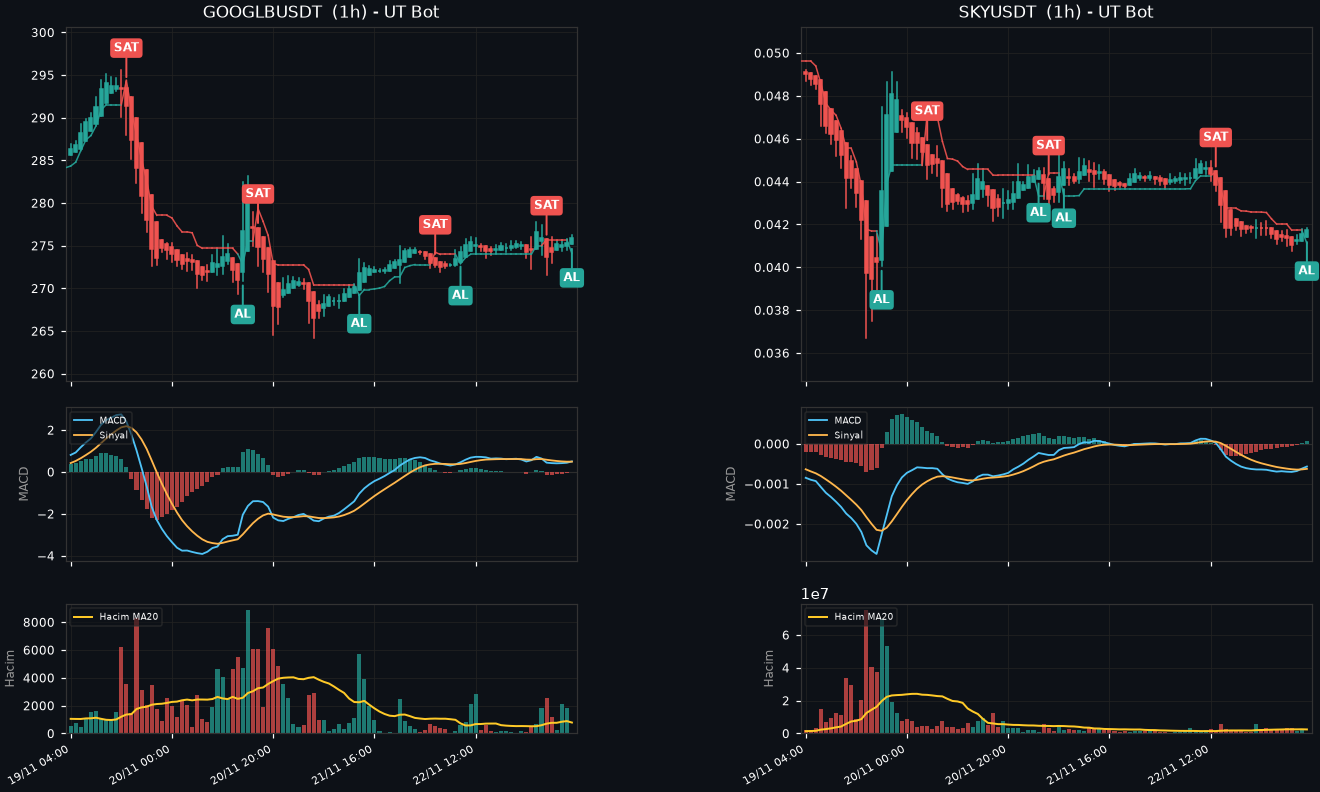 GOOGLBUSDT (1h) - UT Bot
300
295
290
285
280
275
270
265
260
SAT
SAT
SAT
SAT
AL
AL
AL
AL
MACD
Sinyal
MACD
2
0
−2
−4
Hacim MA20
Hacim
8000
6000
4000
2000
0
19/11 04:00
20/11 00:00
20/11 20:00
21/11 16:00
22/11 12:00
SKYUSDT (1h) - UT Bot
0.050
0.048
0.046
0.044
0.042
0.040
0.038
0.036
SAT
SAT
SAT
AL
AL
AL
AL
MACD
Sinyal
MACD
0.000
−0.001
−0.002
1e7
Hacim MA20
Hacim
6
4
2
0
19/11 04:00
20/11 00:00
20/11 20:00
21/11 16:00
22/11 12:00